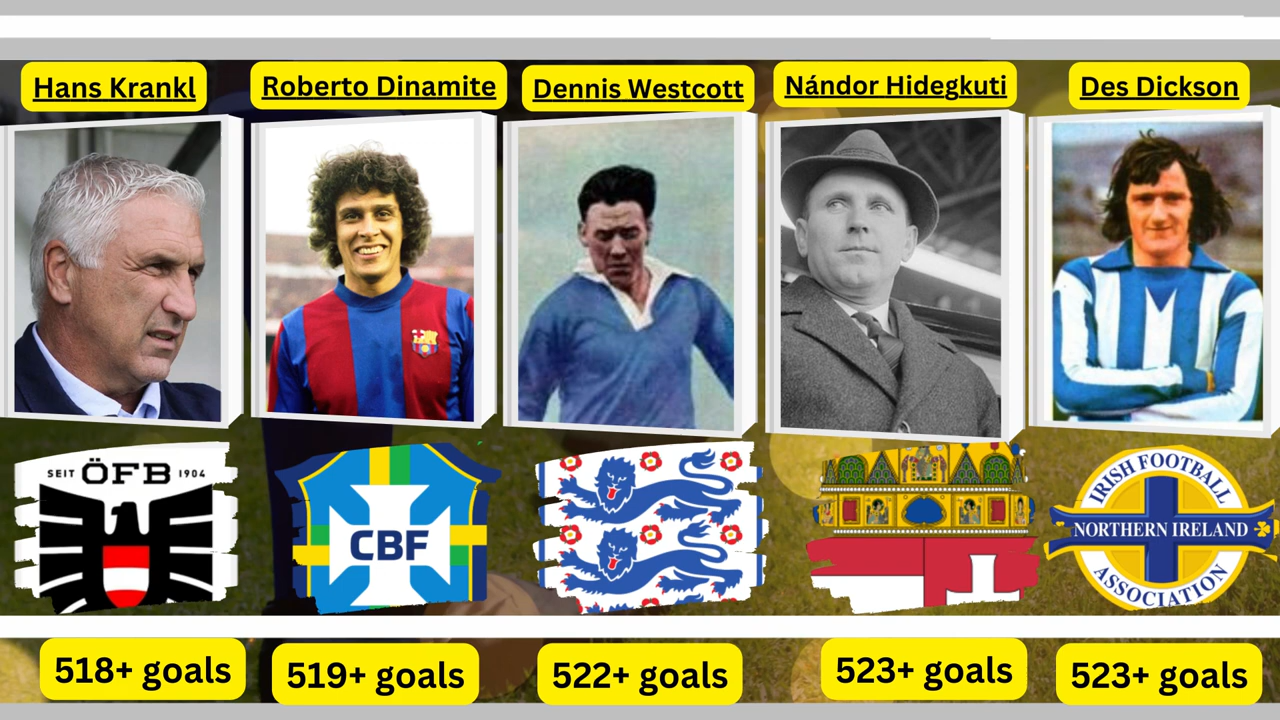 Hans Krankl
Roberto Dinamite
Dennis Westcott
Nándor Hidegkuti
Des Dickson
SEIT ÖFB 1904
CBF
IRISH FOOTBALL
NORTHERN IRELAND
ASSOCIATION
518+ goals
519+ goals
522+ goals
523+ goals
523+ goals